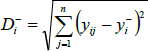 D_i^- = \sqrt{\sum_{j=1}^{n} (y_{ij} - y_i^-)^2}